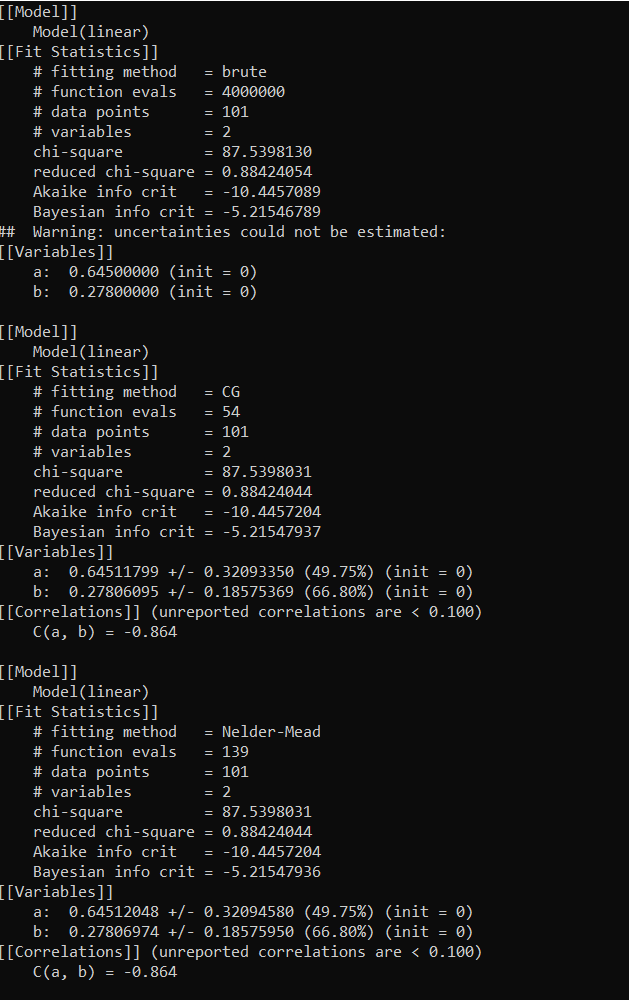 [[Model]]
    Model(linear)
[[Fit Statistics]]
    # fitting method   = brute
    # function evals   = 4000000
    # data points      = 101
    # variables        = 2
    chi-square         = 87.5398130
    reduced chi-square = 0.88424054
    Akaike info crit   = -10.4457089
    Bayesian info crit = -5.21546789
##  Warning: uncertainties could not be estimated:
[[Variables]]
    a:  0.64500000 (init = 0)
    b:  0.27800000 (init = 0)

[[Model]]
    Model(linear)
[[Fit Statistics]]
    # fitting method   = CG
    # function evals   = 54
    # data points      = 101
    # variables        = 2
    chi-square         = 87.5398031
    reduced chi-square = 0.88424044
    Akaike info crit   = -10.4457204
    Bayesian info crit = -5.21547937
[[Variables]]
    a:  0.64511799 +/- 0.32093350 (49.75%) (init = 0)
    b:  0.27806095 +/- 0.18575369 (66.80%) (init = 0)
[[Correlations]] (unreported correlations are < 0.100)
    C(a, b) = -0.864

[[Model]]
    Model(linear)
[[Fit Statistics]]
    # fitting method   = Nelder-Mead
    # function evals   = 139
    # data points      = 101
    # variables        = 2
    chi-square         = 87.5398031
    reduced chi-square = 0.88424044
    Akaike info crit   = -10.4457204
    Bayesian info crit = -5.21547936
[[Variables]]
    a:  0.64512048 +/- 0.32094580 (49.75%) (init = 0)
    b:  0.27806974 +/- 0.18575950 (66.80%) (init = 0)
[[Correlations]] (unreported correlations are < 0.100)
    C(a, b) = -0.864